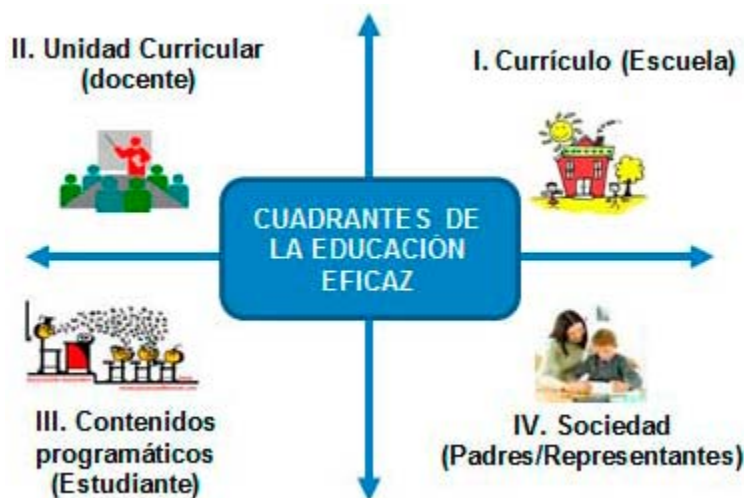 II. Unidad Curricular
(docente)
I. Currículo (Escuela)
CUADRANTES DE
LA EDUCACIÓN
EFICAZ
III. Contenidos
programáticos
(Estudiante)
IV. Sociedad
(Padres/Representantes)